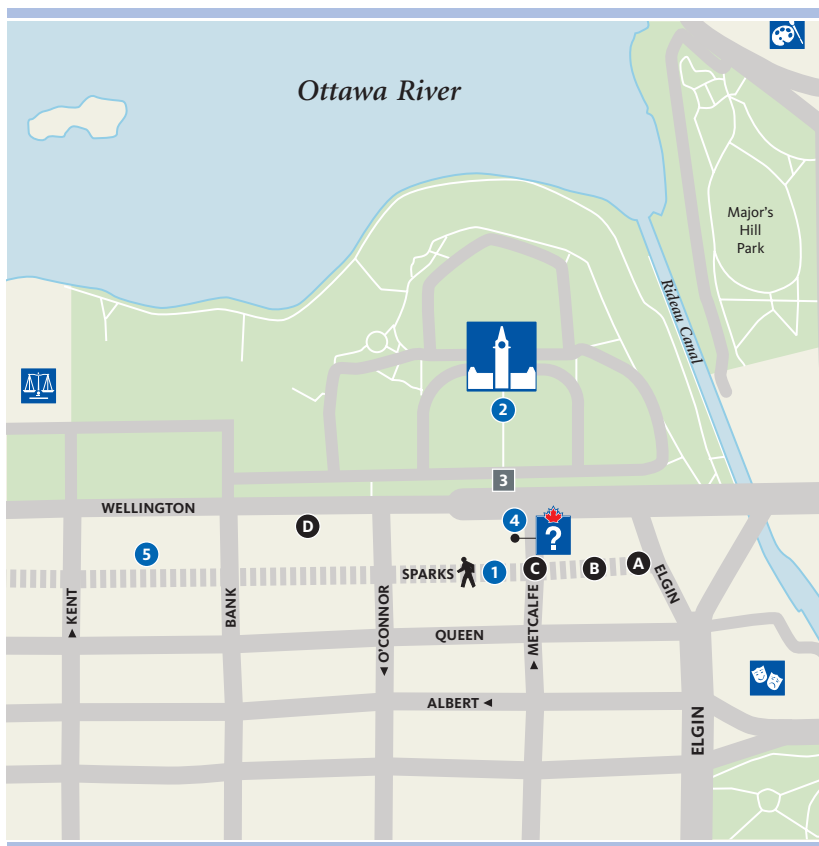 Ottawa River
Major's
Hill
Park
Rideau Canal
2
3
WELLINGTON
D
4
?
5
SPARKS
1
C
B
A
ELGIN
KENT
BANK
O'CONNOR
METCALFE
QUEEN
ALBERT
ELGIN